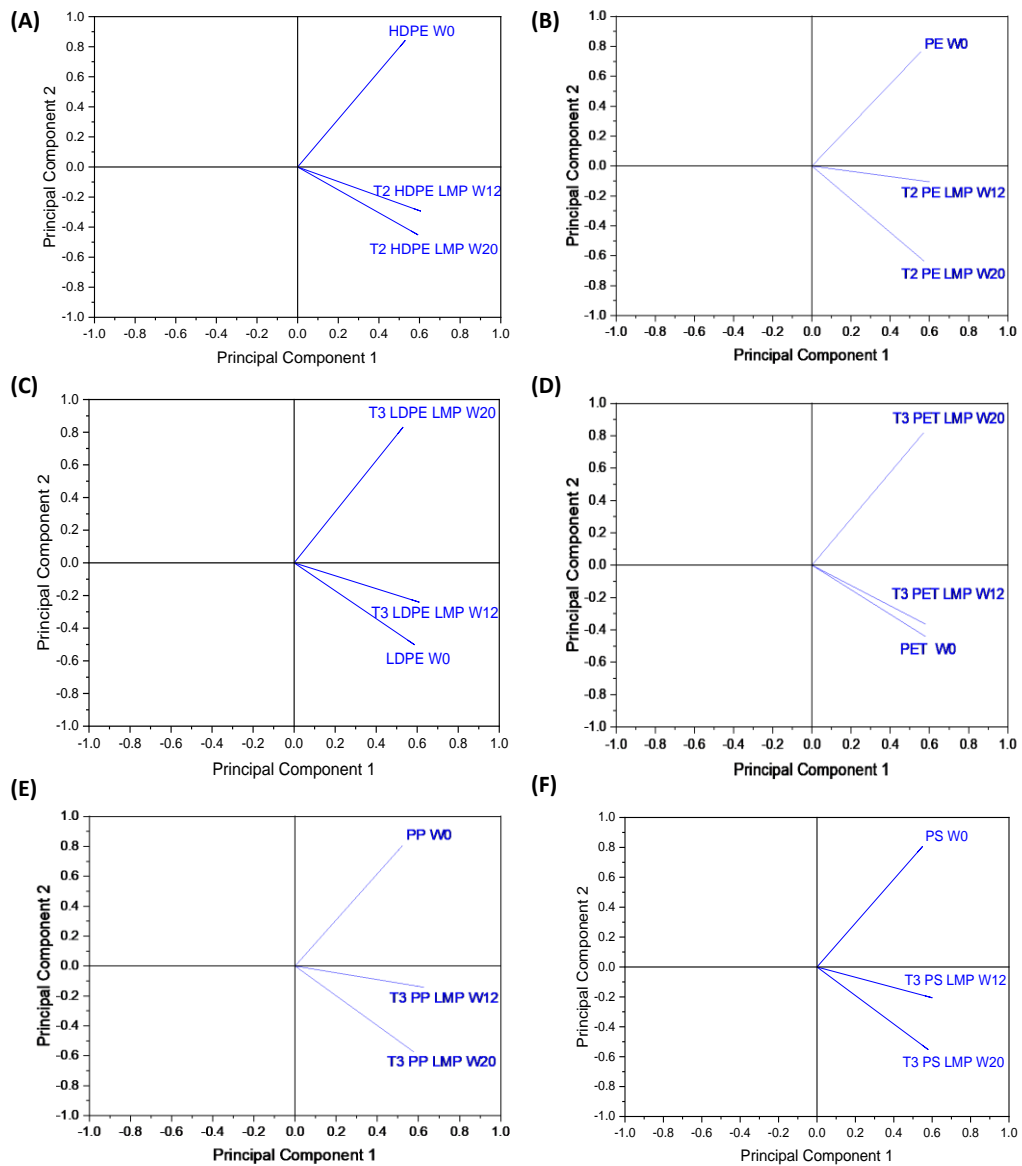 (A)
HDPE W0
T2 HDPE LMP W12
T2 HDPE LMP W20
1.0
0.8
0.6
0.4
0.2
0.0
-0.2
-0.4
-0.6
-0.8
-1.0
-1.0 -0.8 -0.6 -0.4 -0.2 0.0 0.2 0.4 0.6 0.8 1.0
Principal Component 2
Principal Component 1
(B)
PE W0
T2 PE LMP W12
T2 PE LMP W20
1.0
0.8
0.6
0.4
0.2
0.0
-0.2
-0.4
-0.6
-0.8
-1.0
-1.0 -0.8 -0.6 -0.4 -0.2 0.0 0.2 0.4 0.6 0.8 1.0
Principal Component 2
Principal Component 1
(C)
T3 LDPE LMP W20
T3 LDPE LMP W12
LDPE W0
1.0
0.8
0.6
0.4
0.2
0.0
-0.2
-0.4
-0.6
-0.8
-1.0
-1.0 -0.8 -0.6 -0.4 -0.2 0.0 0.2 0.4 0.6 0.8 1.0
Principal Component 2
Principal Component 1
(D)
T3 PET LMP W20
T3 PET LMP W12
PET W0
1.0
0.8
0.6
0.4
0.2
0.0
-0.2
-0.4
-0.6
-0.8
-1.0
-1.0 -0.8 -0.6 -0.4 -0.2 0.0 0.2 0.4 0.6 0.8 1.0
Principal Component 2
Principal Component 1
(E)
PP W0
T3 PP LMP W12
T3 PP LMP W20
1.0
0.8
0.6
0.4
0.2
0.0
-0.2
-0.4
-0.6
-0.8
-1.0
-1.0 -0.8 -0.6 -0.4 -0.2 0.0 0.2 0.4 0.6 0.8 1.0
Principal Component 2
Principal Component 1
(F)
PS W0
T3 PS LMP W12
T3 PS LMP W20
1.0
0.8
0.6
0.4
0.2
0.0
-0.2
-0.4
-0.6
-0.8
-1.0
-1.0 -0.8 -0.6 -0.4 -0.2 0.0 0.2 0.4 0.6 0.8 1.0
Principal Component 2
Principal Component 1